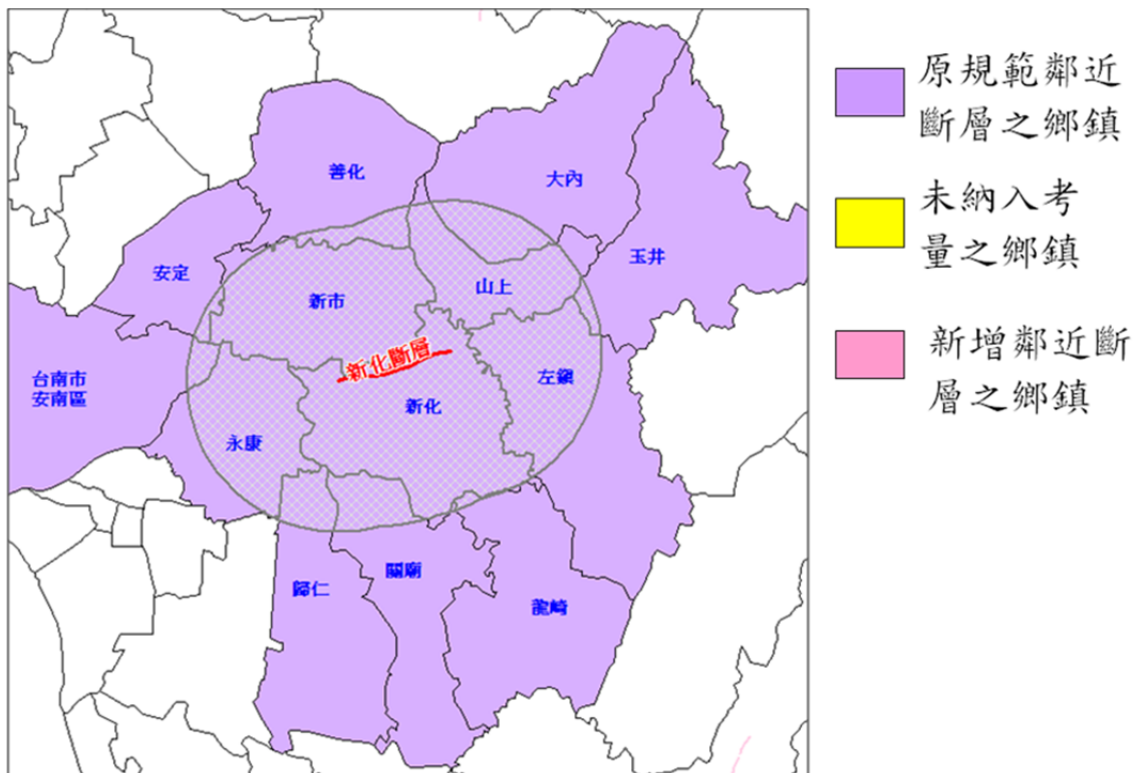 善化
大內
玉井
安定
山上
新市
新化斷層
台南市
安南區
左鎮
新化
永康
關廟
歸仁
龍崎
原規範鄰近
斷層之鄉鎮
未納入考
量之鄉鎮
新增鄰近斷
層之鄉鎮